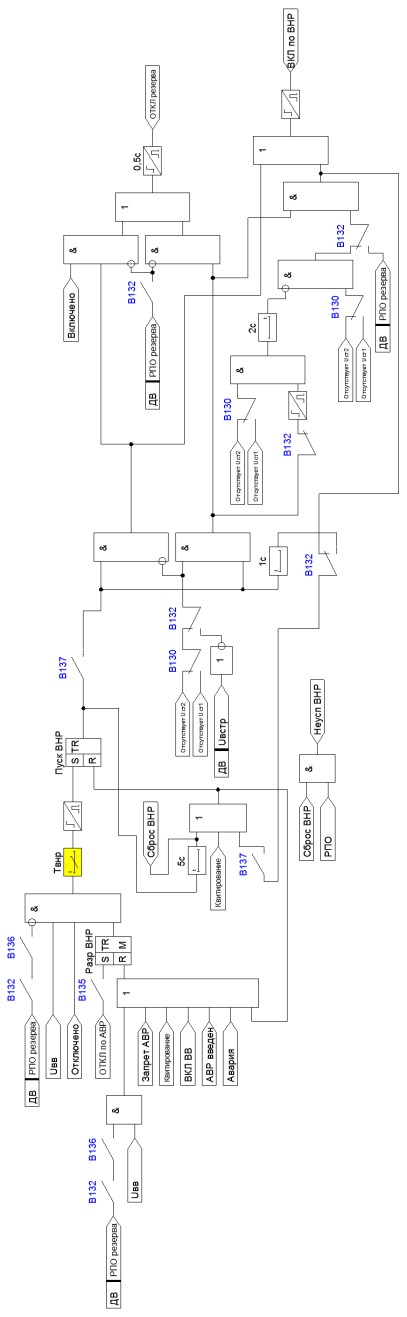 ДВ РПО резерва
B132
B136
Uвв
&
ДВ РПО резерва
B132
B136
Uвв
Отключено
ОТКЛ по АВР
B135
Запрет АВР
Квитирование
ВКЛ ВВ
АВР введен
Авария
1
Разр ВНР
S TR
R M
&
Tвнр
Пуск ВНР
S TR
R
B137
Сброс ВНР
5с
Квитирование
1
B137
Сброс ВНР
РПО
&
Неусп ВНР
Отсутствует Uст2
Отсутствует Uст1
B130
B132
ДВ Uвстр
1
&
&
1с
B132
Отсутствует Uст2
Отсутствует Uст1
B130
B132
&
2с
Отсутствует Uст2
Отсутствует Uст1
B130
&
ДВ РПО резерва
B132
&
1
ВКЛ по ВНР
Включено
ДВ РПО резерва
B132
&
&
1
0,5с
ОТКЛ резерва